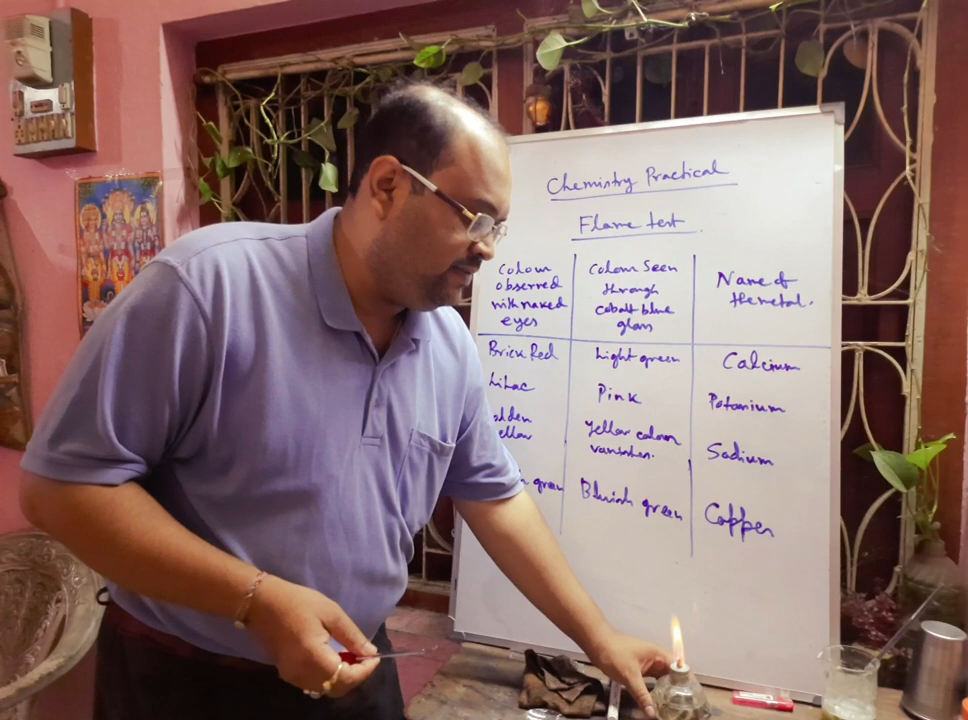 Chemistry Practical
Flame test.
Colour
observed
with naked
eyes
Colour Seen
through
cobalt blue
glass
Name of
the metal.
Brick Red
Light green
Calcium
Lilac
Pink
Potassium
lden
ellow
Yellow colour
vanishes.
Sodium
green
Bluish green
Copper